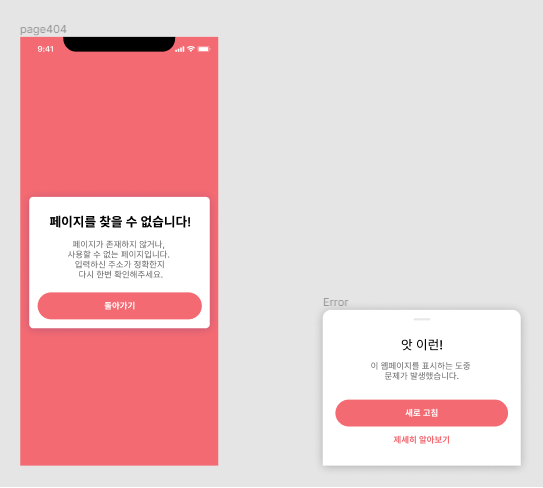 page404
9:41
페이지를 찾을 수 없습니다!
페이지가 존재하지 않거나,
사용할 수 없는 페이지입니다.
입력하신 주소가 정확한지
다시 한번 확인해주세요.
돌아가기
Error
앗 이런!
이 웹페이지를 표시하는 도중
문제가 발생했습니다.
새로 고침
제세히 알아보기